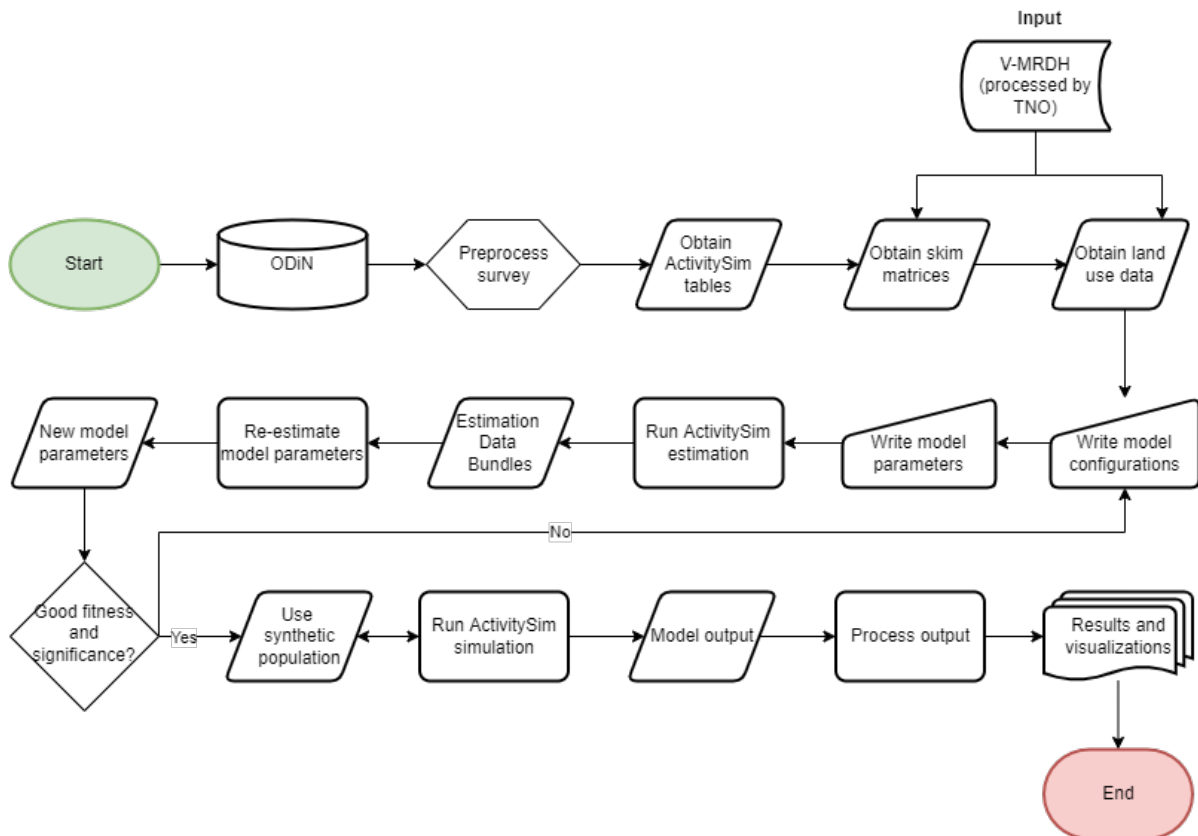 Input
V-MRDH
(processed by
TNO)
Start
ODiN
Preprocess
survey
Obtain
ActivitySim
tables
Obtain skim
matrices
Obtain land
use data
New model
parameters
Re-estimate
model parameters
Estimation
Data
Bundles
Run ActivitySim
estimation
Write model
parameters
Write model
configurations
No
Good fitness
and
significance?
Yes
Use
synthetic
population
Run ActivitySim
simulation
Model output
Process output
Results and
visualizations
End